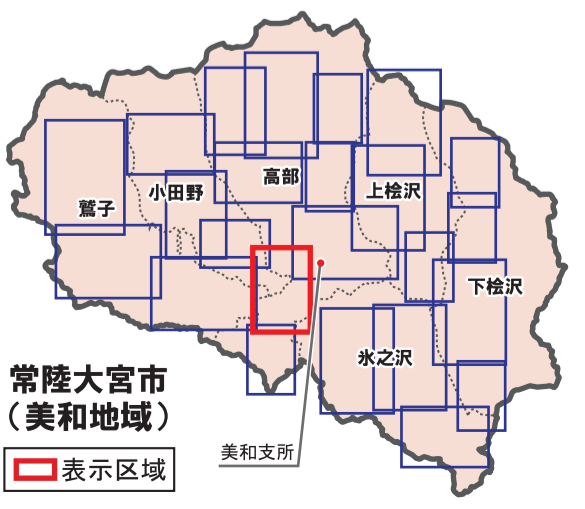 高部
上桧沢
小田野
鷲子
下桧沢
氷之沢
常陸大宮市
（美和地域）
美和支所
表示区域